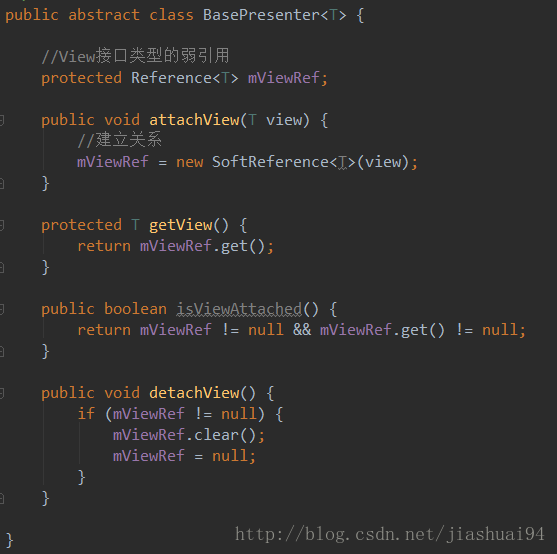 public abstract class BasePresenter<T> {
//View接口类型的弱引用
protected Reference<T> mViewRef;
public void attachView(T view) {
//建立关系
mViewRef = new SoftReference<T>(view);
}
protected T getView() {
return mViewRef.get();
}
public boolean isViewAttached() {
return mViewRef != null && mViewRef.get() != null;
}
public void detachView() {
if (mViewRef != null) {
mViewRef.clear();
mViewRef = null;
}
}
}
http://blog.csdn.net/jiashuai94